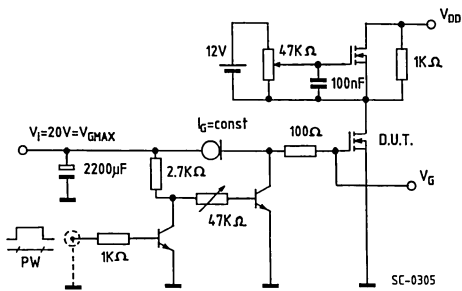 V_DD
12V
47KΩ
1KΩ
100nF
I_G=const
100Ω
D.U.T.
V_i=20V=V_GMAX
2200µF
2.7KΩ
V_G
47KΩ
PW
1KΩ
SC-0305